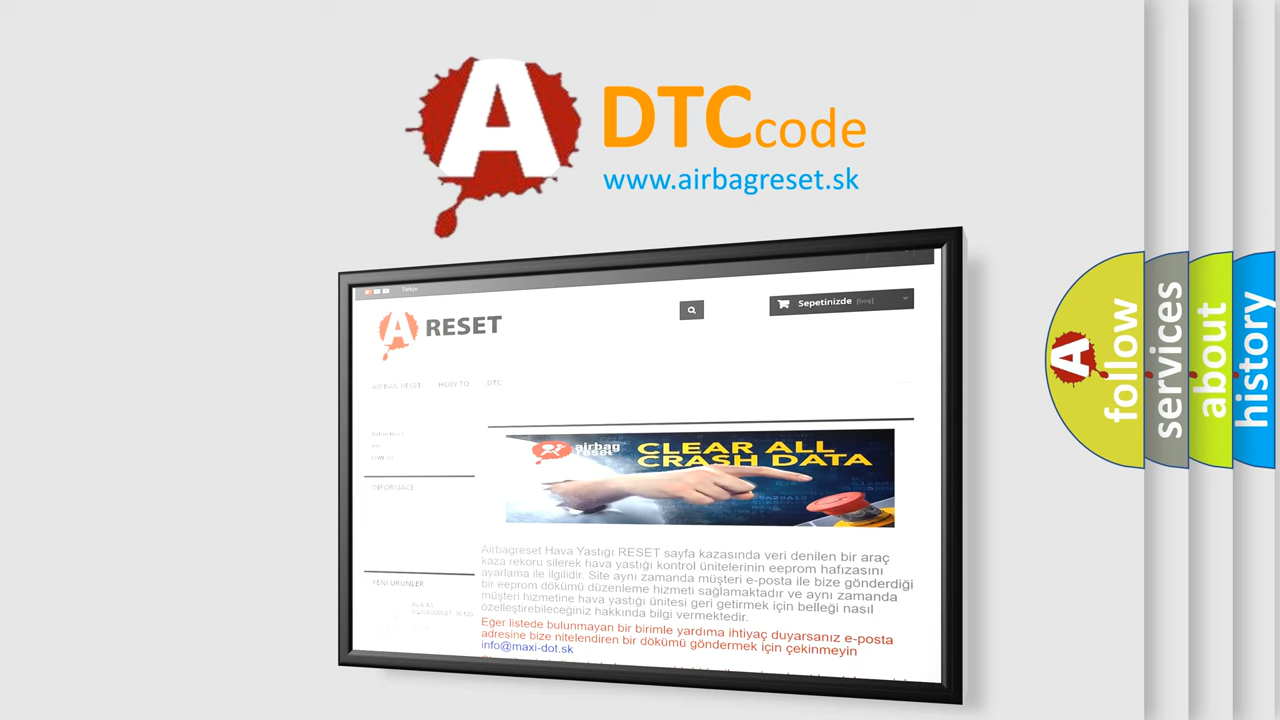 A DTCcode
www.airbagreset.sk
Türkçe
A RESET
Sepetinizde [boş]
AIRBAG RESET HOW TO DTC
INFORMACE
YENI ÜRÜNLER
airbag
reset
CLEAR ALL
CRASH DATA
Airbagreset Hava Yastığı RESET sayfa kazasında veri denilen bir araç
kaza rekoru silerek hava yastığı kontrol ünitelerinin eeprom hafızasını
ayarlama ile ilgilidir. Site aynı zamanda müşteri e-posta ile bize gönderdiği
bir eeprom dökümü düzenleme hizmeti sağlamaktadır ve aynı zamanda
müşteri hizmetine hava yastığı ünitesi geri getirmek için belleği nasıl
özelleştirebileceğiniz hakkında bilgi vermektedir.
Eğer listede bulunmayan bir birimle yardıma ihtiyaç duyarsanız e-posta
adresine bize nitelendiren bir dökümü göndermek için çekinmeyin
info@maxi-dot.sk
A
follow
services
about
history